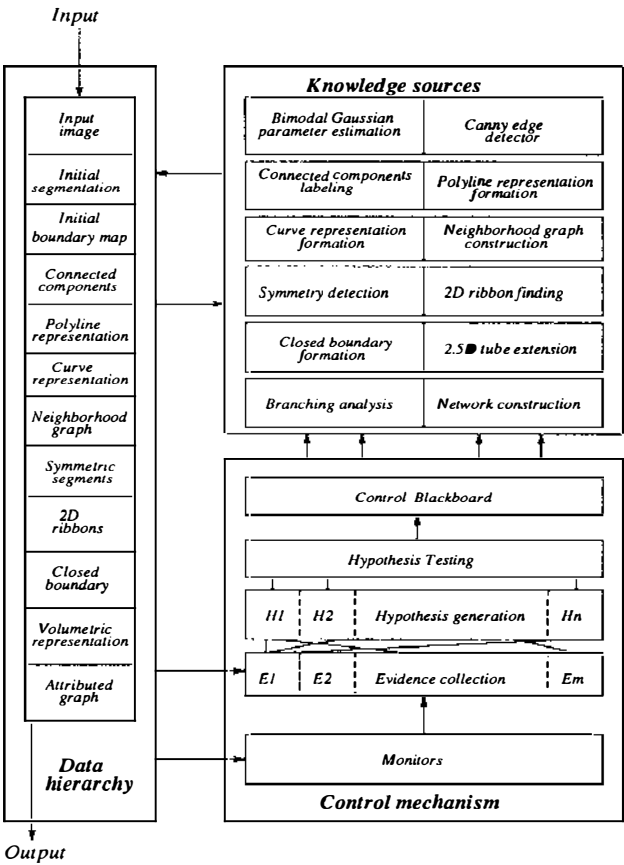 Input
Input
image
Initial
segmentation
Initial
boundary map
Connected
components
Polyline
representation
Curve
representation
Neighborhood
graph
Symmetric
segments
2D
ribbons
Closed
boundary
Volumetric
representation
Attributed
graph
Data
hierarchy
Output
Knowledge sources
Bimodal Gaussian
parameter estimation
Canny edge
detector
Connected components
labeling
Polyline representation
formation
Curve representation
formation
Neighborhood graph
construction
Symmetry detection
2D ribbon finding
Closed boundary
formation
2.5D tube extension
Branching analysis
Network construction
Control Blackboard
Hypothesis Testing
H1 H2 Hypothesis generation Hn
E1 E2 Evidence collection Em
Monitors
Control mechanism